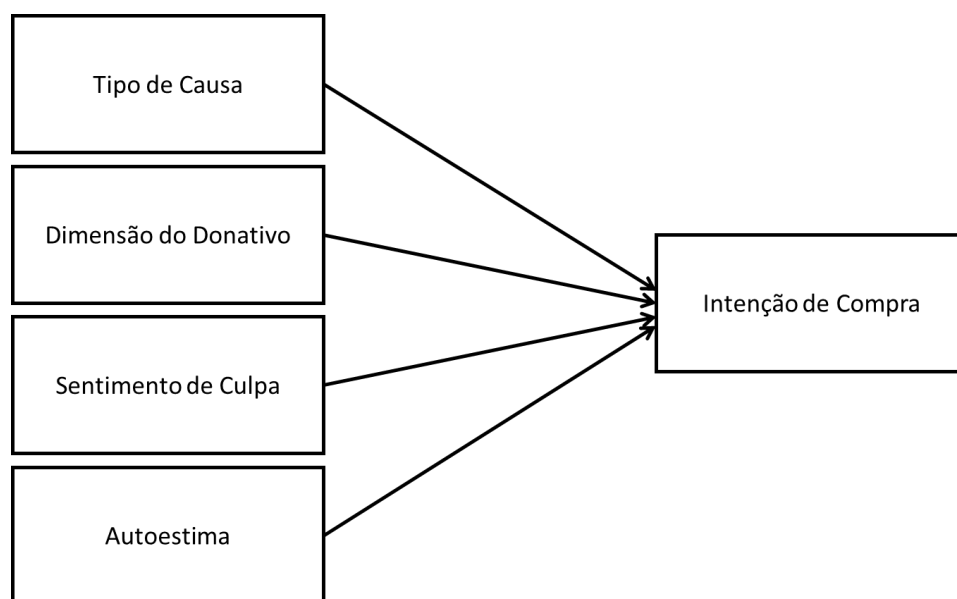 Tipo de Causa
Dimensão do Donativo
Sentimento de Culpa
Autoestima
Intenção de Compra